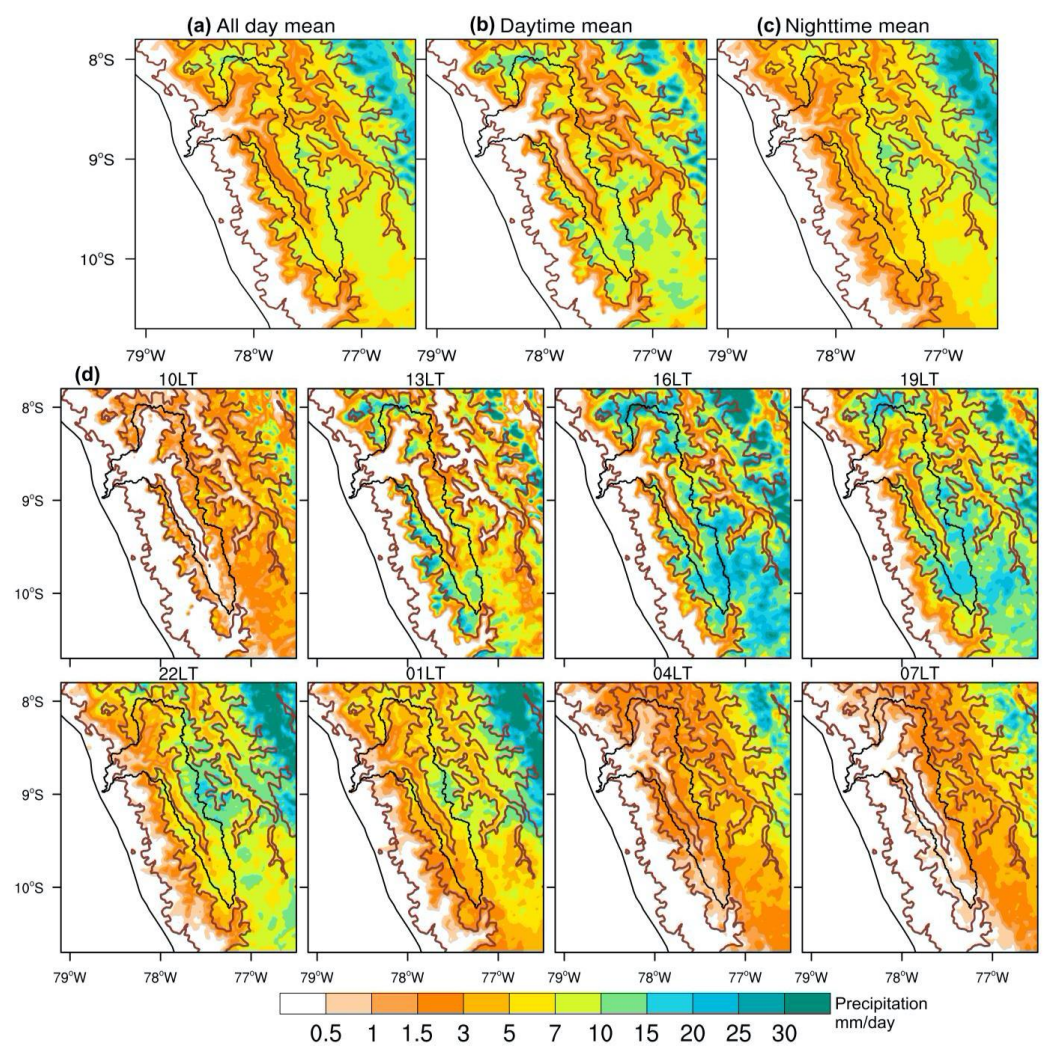 (a) All day mean (b) Daytime mean (c) Nighttime mean
8°S
9°S
10°S
79°W 78°W 77°W 79°W 78°W 77°W 79°W 78°W 77°W
(d)
10LT 13LT 16LT 19LT
8°S
9°S
10°S
22LT 01LT 04LT 07LT
8°S
9°S
10°S
79°W 78°W 77°W 79°W 78°W 77°W 79°W 78°W 77°W 79°W 78°W 77°W
0.5 1 1.5 3 5 7 10 15 20 25 30
Precipitation
mm/day